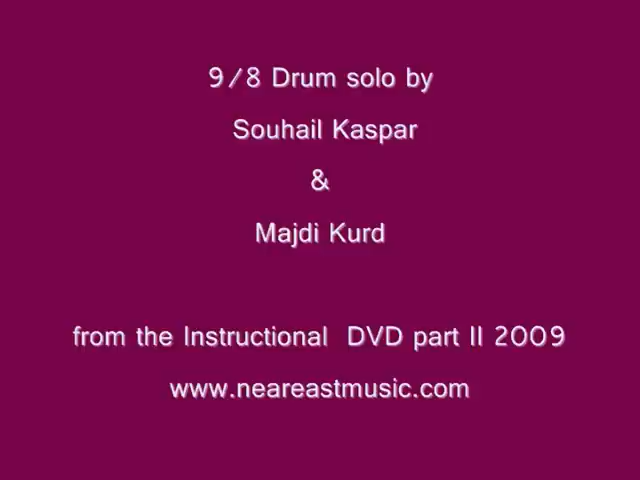 9/8 Drum solo by
Souhail Kaspar
&
Majdi Kurd
from the Instructional DVD part II 2009
www.neareastmusic.com